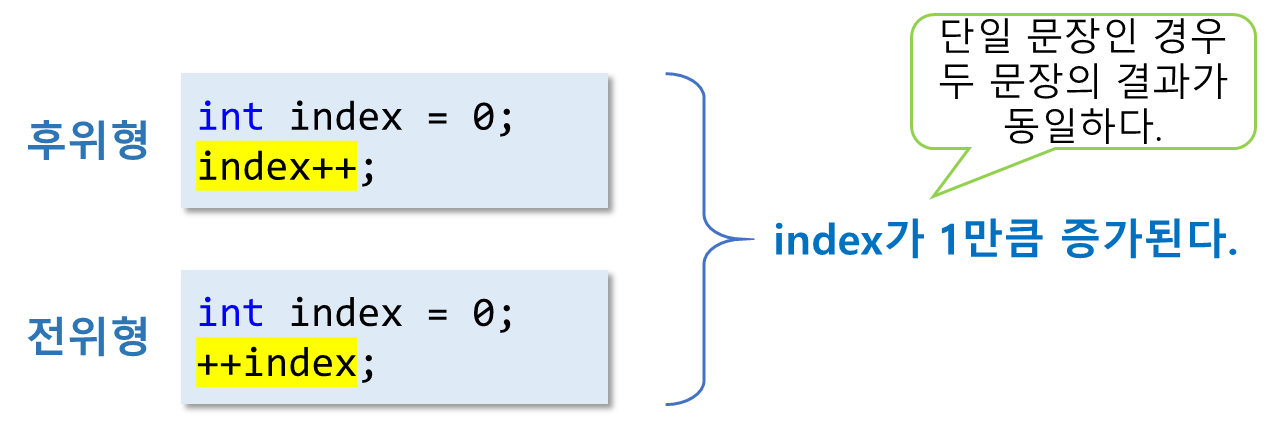 단일 문장인 경우
두 문장의 결과가
동일하다.
후위형
int index = 0;
index++;
index가 1만큼 증가된다.
전위형
int index = 0;
++index;